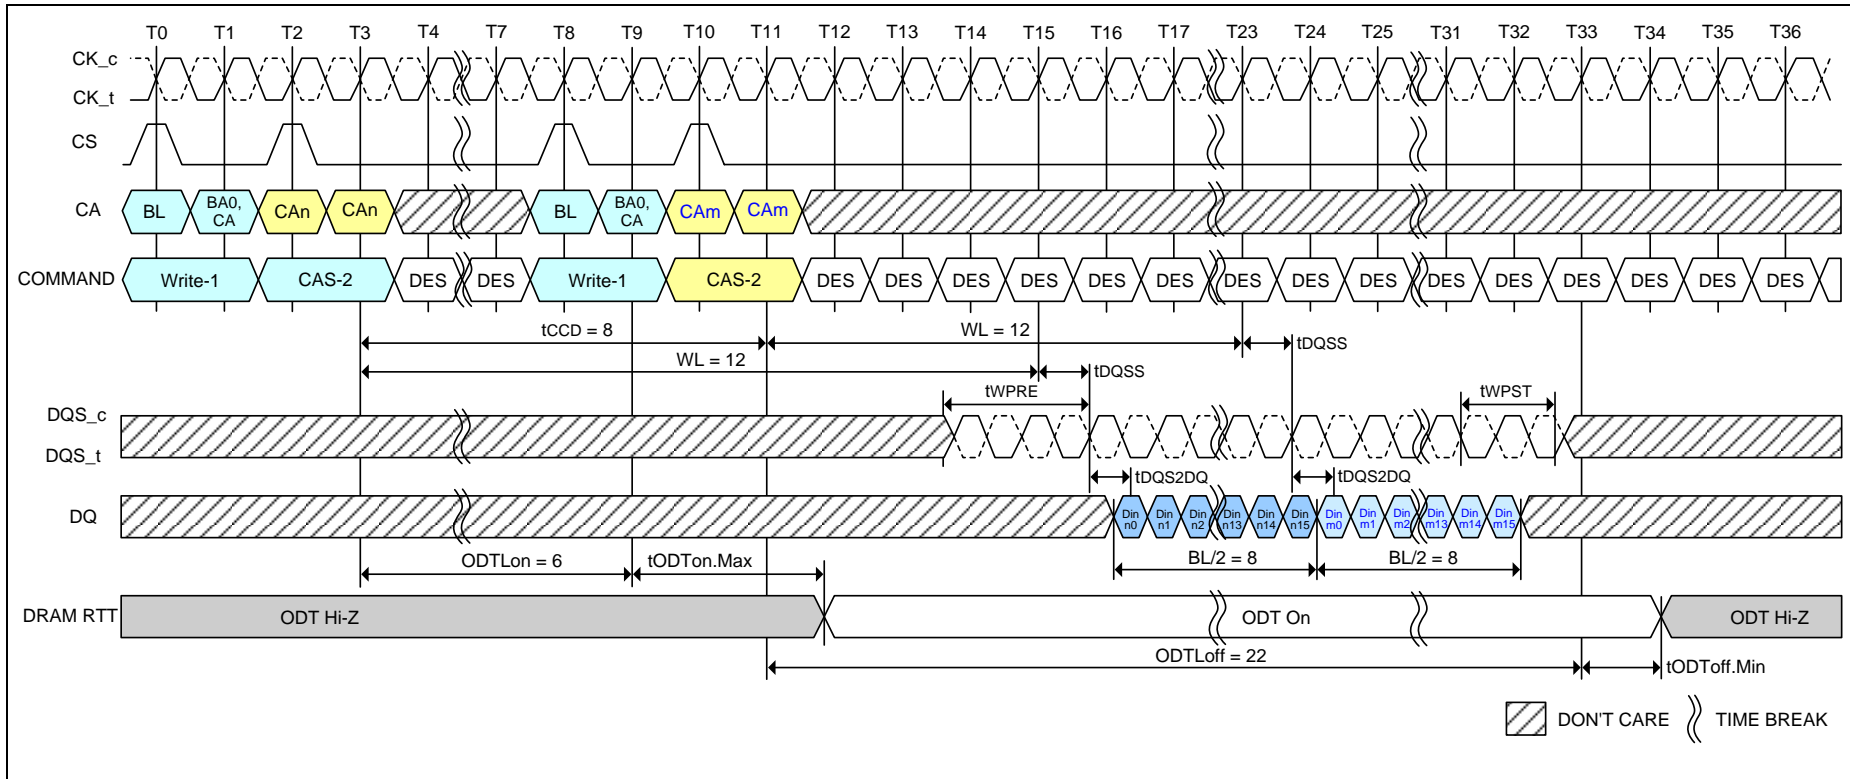 T0 T1 T2 T3 T4 T7 T8 T9 T10 T11 T12 T13 T14 T15 T16 T17 T23 T24 T25 T31 T32 T33 T34 T35 T36
CK_c
CK_t
CS
CA BL BA0, CA CAn CAn BL BA0, CA CAm CAm
COMMAND Write-1 CAS-2 DES DES Write-1 CAS-2 DES DES DES DES DES DES DES DES DES DES DES DES DES DES DES
tCCD = 8 WL = 12 tDQSS
WL = 12 tDQSS
tWPRE tWPST
DQS_c
DQS_t
tDQS2DQ tDQS2DQ
DQ Din n0 Din n1 Din n2 Din n13 Din n14 Din n15 Din m0 Din m1 Din m2 Din m13 Din m14 Din m15
ODTLon = 6 tODTon.Max BL/2 = 8 BL/2 = 8
DRAM RTT ODT Hi-Z ODT On ODT Hi-Z
ODTLoff = 22 tODToff.Min
DON'T CARE TIME BREAK